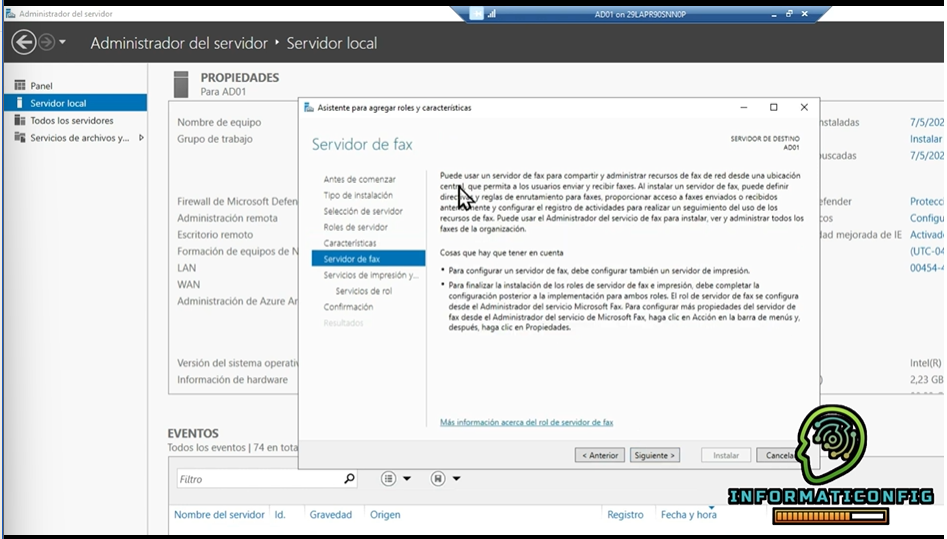 Administrador del servidor
AD01 on 29LAPR90SNN0P
Administrador del servidor ‣ Servidor local
Panel
Servidor local
Todos los servidores
Servicios de archivos y...
PROPIEDADES
Para AD01
Nombre de equipo
Grupo de trabajo
Firewall de Microsoft Defen
Administración remota
Escritorio remoto
Formación de equipos de N
LAN
WAN
Administración de Azure Ar
Versión del sistema operativ
Información de hardware
Asistente para agregar roles y características
Servidor de fax
SERVIDOR DE DESTINO
AD01
Antes de comenzar
Tipo de instalación
Selección de servidor
Roles de servidor
Características
Servidor de fax
Servicios de impresión y...
Servicios de rol
Confirmación
Resultados
Puede usar un servidor de fax para compartir y administrar recursos de fax de red desde una ubicación
central, que permita a los usuarios enviar y recibir faxes. Al instalar un servidor de fax, puede definir
directivas y reglas de enrutamiento para faxes, proporcionar acceso a faxes enviados o recibidos
anteriormente y configurar el registro de actividades para realizar un seguimiento del uso de los
recursos de fax. Puede usar el Administrador del servicio de fax para instalar, ver y administrar todos los
faxes de la organización.
Cosas que hay que tener en cuenta
• Para configurar un servidor de fax, debe configurar también un servidor de impresión.
• Para finalizar la instalación de los roles de servidor de fax e impresión, debe completar la
configuración posterior a la implementación para ambos roles. El rol de servidor de fax se configura
desde el Administrador del servicio Microsoft Fax. Para configurar más propiedades del servidor de
fax desde el Administrador del servicio de Microsoft Fax, haga clic en Acción en la barra de menús y,
después, haga clic en Propiedades.
Más información acerca del rol de servidor de fax
< Anterior
Siguiente >
Instalar
Cancela
nstaladas
7/5/202
Instalar
uscadas
7/5/202
efender
Protecci
cos
Configu
dad mejorada de IE
Activad
(UTC-04
00454-4
Intel(R)
2,23 GB
EVENTOS
Todos los eventos | 74 en tota
Filtro
Nombre del servidor
Id.
Gravedad
Origen
Registro
Fecha y hora
INFORMATICONFIG